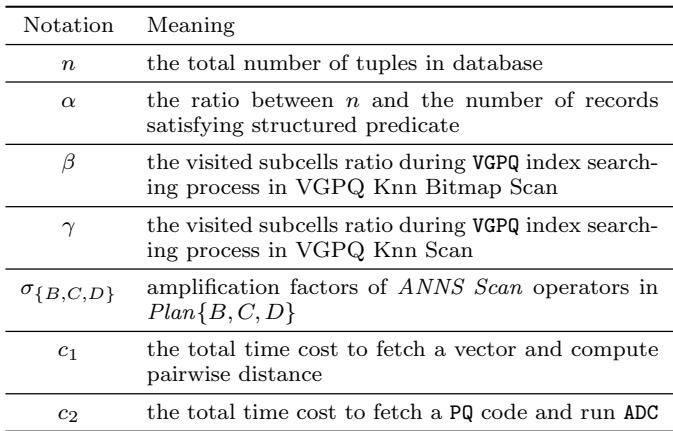 Notation Meaning
n the total number of tuples in database
α the ratio between n and the number of records
satisfying structured predicate
β the visited subcells ratio during VGPQ index search-
ing process in VGPQ Knn Bitmap Scan
γ the visited subcells ratio during VGPQ index search-
ing process in VGPQ Knn Scan
σ{B,C,D} amplification factors of ANNS Scan operators in
Plan{B, C, D}
c₁ the total time cost to fetch a vector and compute
pairwise distance
c₂ the total time cost to fetch a PQ code and run ADC